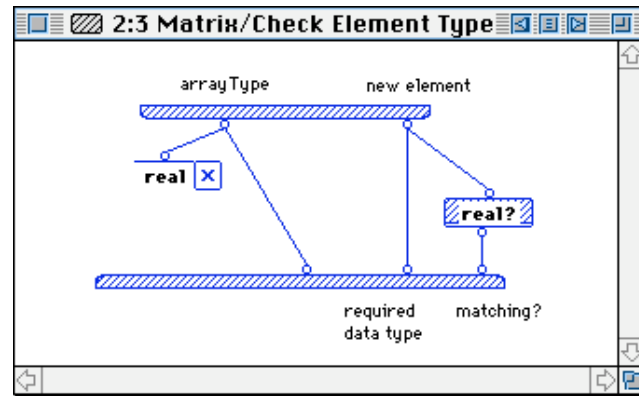 2:3 Matrix/Check Element Type
arrayType new element
real
real?
required matching?
data type